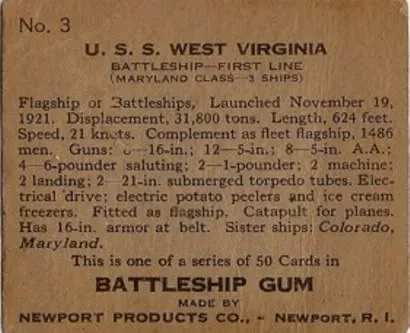 No. 3
U. S. S. WEST VIRGINIA
BATTLESHIP—FIRST LINE
(MARYLAND CLASS—3 SHIPS)
Flagship of Battleships, Launched November 19,
1921. Displacement, 31,800 tons. Length, 624 feet.
Speed, 21 knots. Complement as fleet flagship, 1486
men. Guns: —16-in.; 12—5-in.; 8—5-in. A.A.;
4—6-pounder saluting; 2—1-pounder; 2 machine;
2 landing; 2—21-in. submerged torpedo tubes. Elec-
trical drive; electric potato peelers and ice cream
freezers. Fitted as flagship. Catapult for planes.
Has 16-in. armor at belt. Sister ships: Colorado,
Maryland.
This is one of a series of 50 Cards in
BATTLESHIP GUM
MADE BY
NEWPORT PRODUCTS CO., - NEWPORT, R. I.